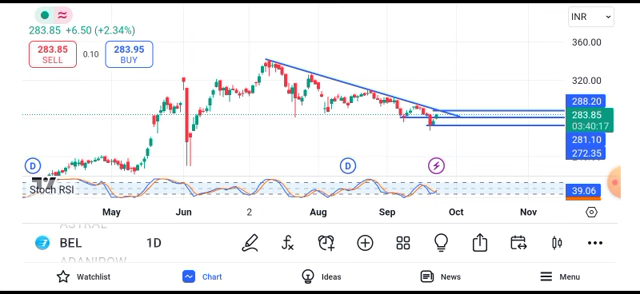 INR
283.85 +6.50 (+2.34%)
283.85
SELL
0.10
283.95
BUY
360.00
320.00
288.20
283.85
03:40:17
281.10
272.35
D
D
Stoch RSI
39.06
May
Jun
2
Aug
Sep
Oct
Nov
ASTRAL
BEL
1D
ADANIPOW
Watchlist
Chart
Ideas
News
Menu